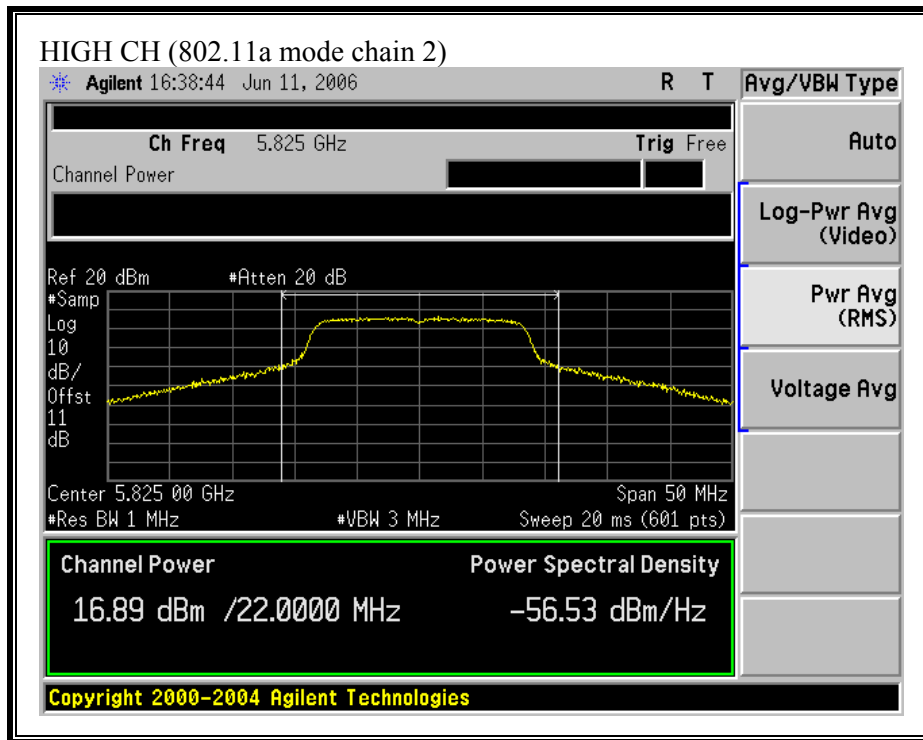 HIGH CH (802.11a mode chain 2)
Agilent 16:38:44 Jun 11, 2006 R T
Avg/VBW Type
Ch Freq 5.825 GHz Trig Free
Channel Power
Auto
Log-Pwr Avg
(Video)
Pwr Avg
(RMS)
Voltage Avg
Ref 20 dBm #Atten 20 dB
#Samp
Log
10
dB/
Offst
11
dB
Center 5.825 00 GHz Span 50 MHz
#Res BW 1 MHz #VBW 3 MHz Sweep 20 ms (601 pts)
Channel Power Power Spectral Density
16.89 dBm /22.0000 MHz -56.53 dBm/Hz
Copyright 2000-2004 Agilent Technologies